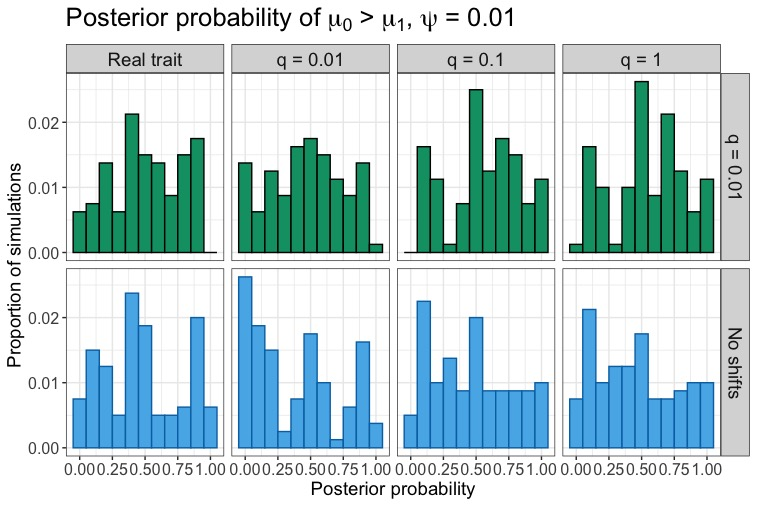 Posterior probability of μ₀ > μ₁, ψ = 0.01
Real trait
q = 0.01
q = 0.1
q = 1
Proportion of simulations
0.02
0.01
0.00
q = 0.01
0.02
0.01
0.00
No shifts
0.00 0.25 0.50 0.75 1.00 0.00 0.25 0.50 0.75 1.00 0.00 0.25 0.50 0.75 1.00 0.00 0.25 0.50 0.75 1.00
Posterior probability